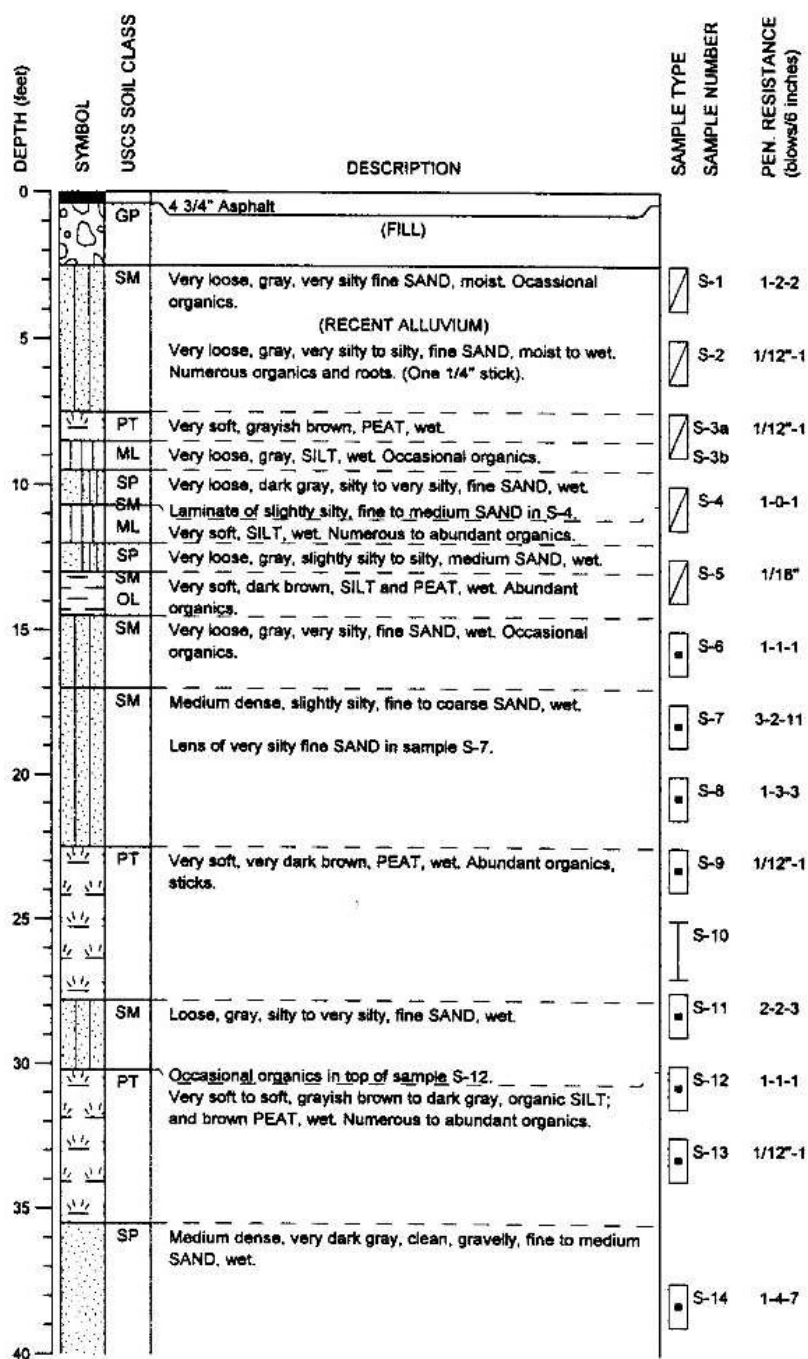 DEPTH (feet) SYMBOL USCS SOIL CLASS DESCRIPTION SAMPLE TYPE SAMPLE NUMBER PEN. RESISTANCE (blows/6 inches)
0
4 3/4" Asphalt
GP
(FILL)
SM Very loose, gray, very silty fine SAND, moist. Ocassional S-1 1-2-2
organics.
(RECENT ALLUVIUM)
5
Very loose, gray, very silty to silty, fine SAND, moist to wet. S-2 1/12"-1
Numerous organics and roots. (One 1/4" stick).
PT Very soft, grayish brown, PEAT, wet. S-3a 1/12"-1
ML Very loose, gray, SILT, wet. Occasional organics. S-3b
10 SP Very loose, dark gray, silty to very silty, fine SAND, wet.
SM Laminate of slightly silty, fine to medium SAND in S-4. S-4 1-0-1
ML Very soft, SILT, wet. Numerous to abundant organics.
SP Very loose, gray, slightly silty to silty, medium SAND, wet.
SM Very soft, dark brown, SILT and PEAT, wet. Abundant S-5 1/18"
OL organics.
15 SM Very loose, gray, very silty, fine SAND, wet. Occasional S-6 1-1-1
organics.
SM Medium dense, slightly silty, fine to coarse SAND, wet. S-7 3-2-11
Lens of very silty fine SAND in sample S-7.
20 S-8 1-3-3
PT Very soft, very dark brown, PEAT, wet. Abundant organics, S-9 1/12"-1
sticks.
25 S-10
SM Loose, gray, silty to very silty, fine SAND, wet. S-11 2-2-3
30
PT Occasional organics in top of sample S-12. S-12 1-1-1
Very soft to soft, grayish brown to dark gray, organic SILT;
and brown PEAT, wet. Numerous to abundant organics.
S-13 1/12"-1
35
SP Medium dense, very dark gray, clean, gravelly, fine to medium
SAND, wet.
S-14 1-4-7
40